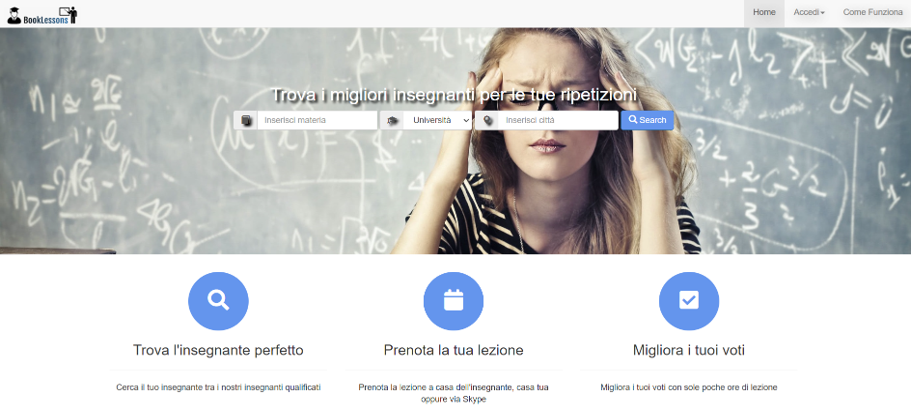 BookLessons
Home
Accedi
Come Funziona
Trova i migliori insegnanti per le tue ripetizioni
Inserisci materia
Università
Inserisci città
Search
Trova l'insegnante perfetto
Prenota la tua lezione
Migliora i tuoi voti
Cerca il tuo insegnante tra i nostri insegnanti qualificati
Prenota la lezione a casa dell'insegnante, casa tua
oppure via Skype
Migliora i tuoi voti con sole poche ore di lezione